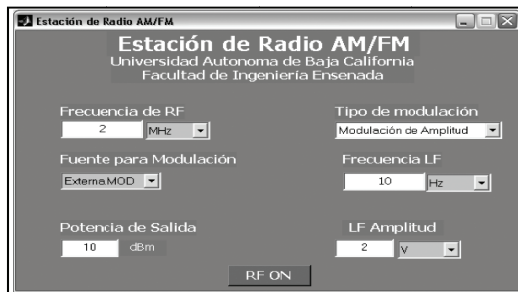 Estación de Radio AM/FM
Estación de Radio AM/FM
Universidad Autonoma de Baja California
Facultad de Ingeniería Ensenada
Frecuencia de RF
2 MHz
Tipo de modulación
Modulación de Amplitud
Fuente para Modulación
ExternaMOD
Frecuencia LF
10 Hz
Potencia de Salida
10 dBm
LF Amplitud
2 V
RF ON